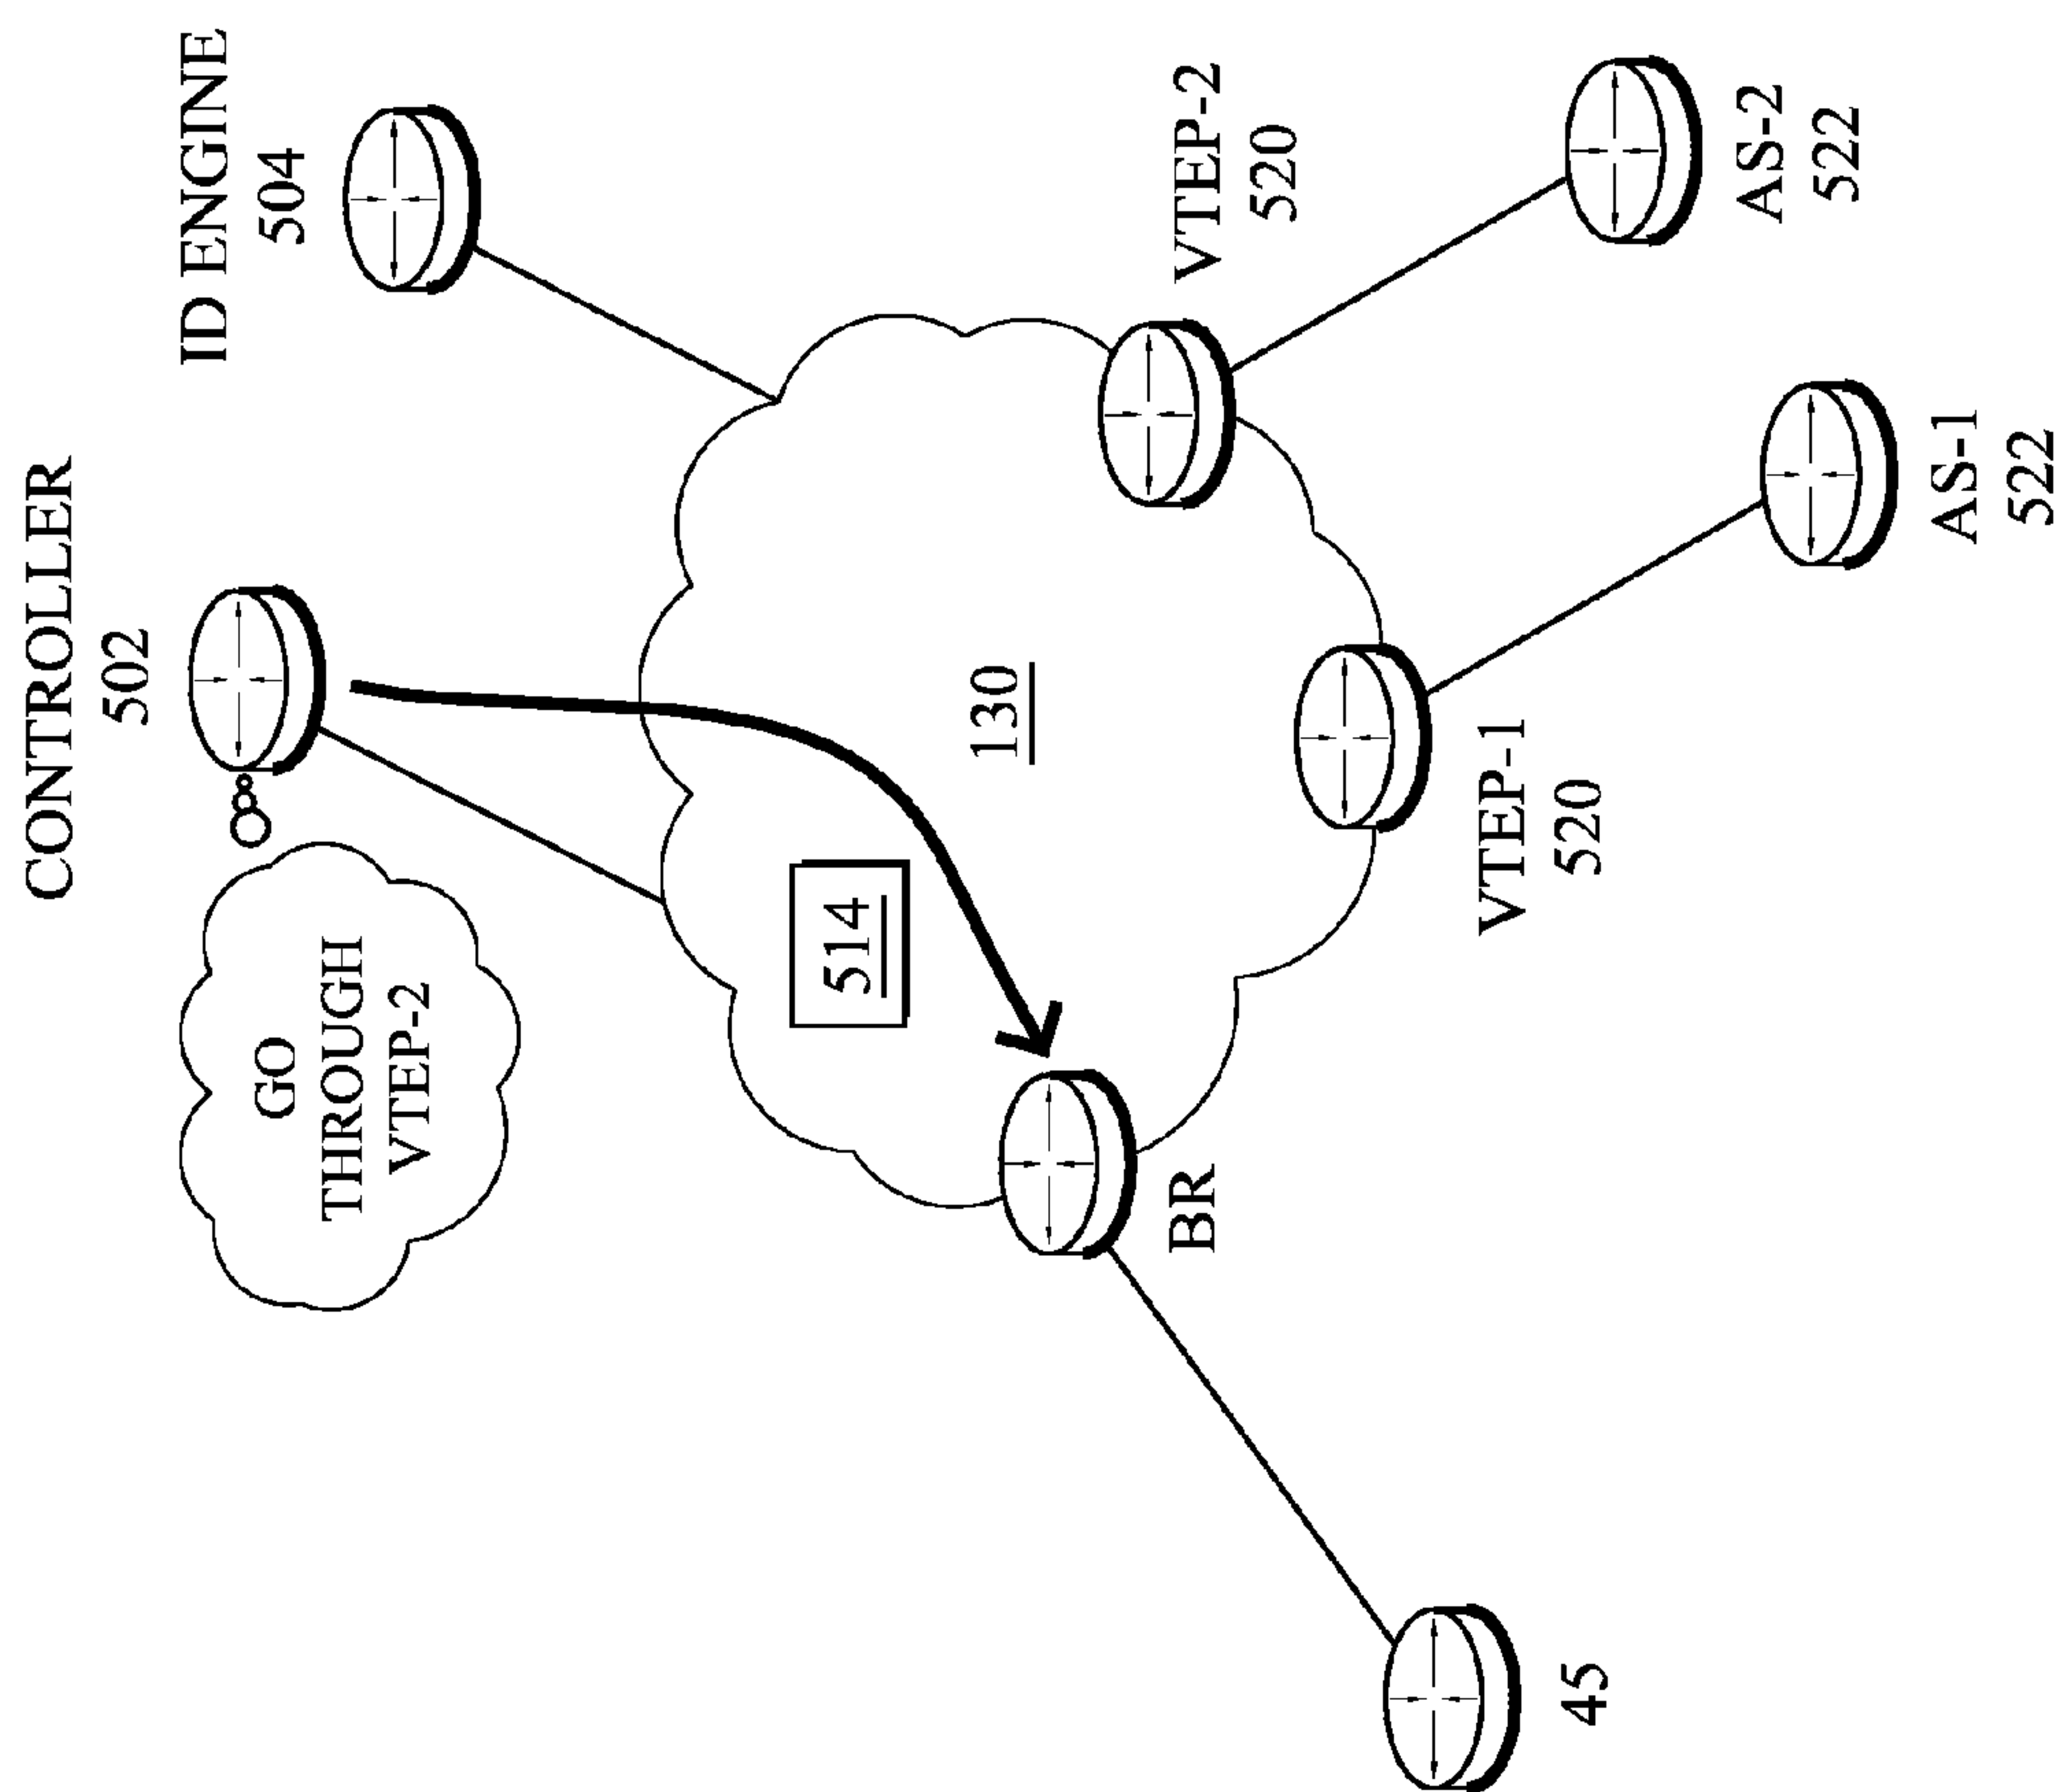 CONTROLLER
502
ID ENGINE
504
GO
THROUGH
VTEP-2
514
130
VTEP-2
520
BR
VTEP-1
520
AS-2
522
45
AS-1
522